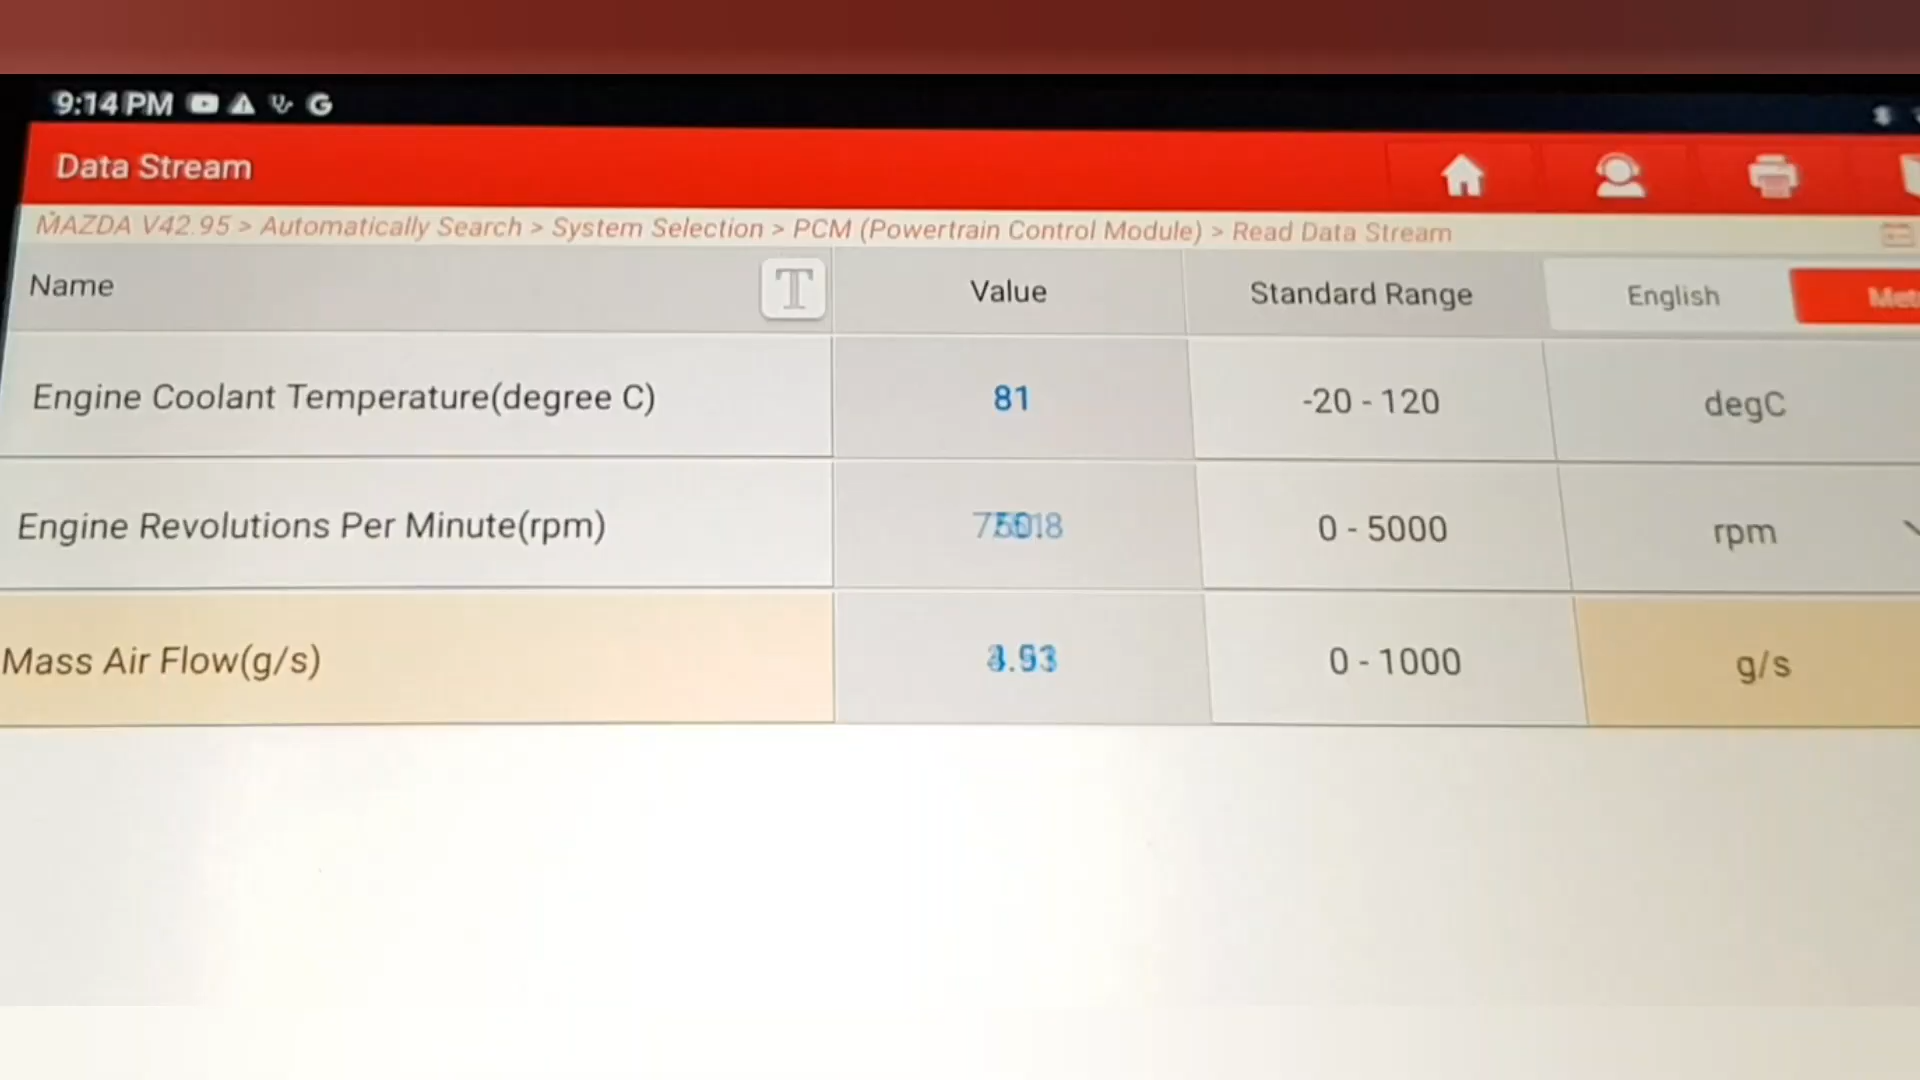 9:14 PM
Data Stream
MAZDA V42.95 > Automatically Search > System Selection > PCM (Powertrain Control Module) > Read Data Stream
Name T Value Standard Range English
Engine Coolant Temperature(degree C) 81 -20 - 120 degC
Engine Revolutions Per Minute(rpm) 0 - 5000 rpm
Mass Air Flow(g/s) 0 - 1000 g/s